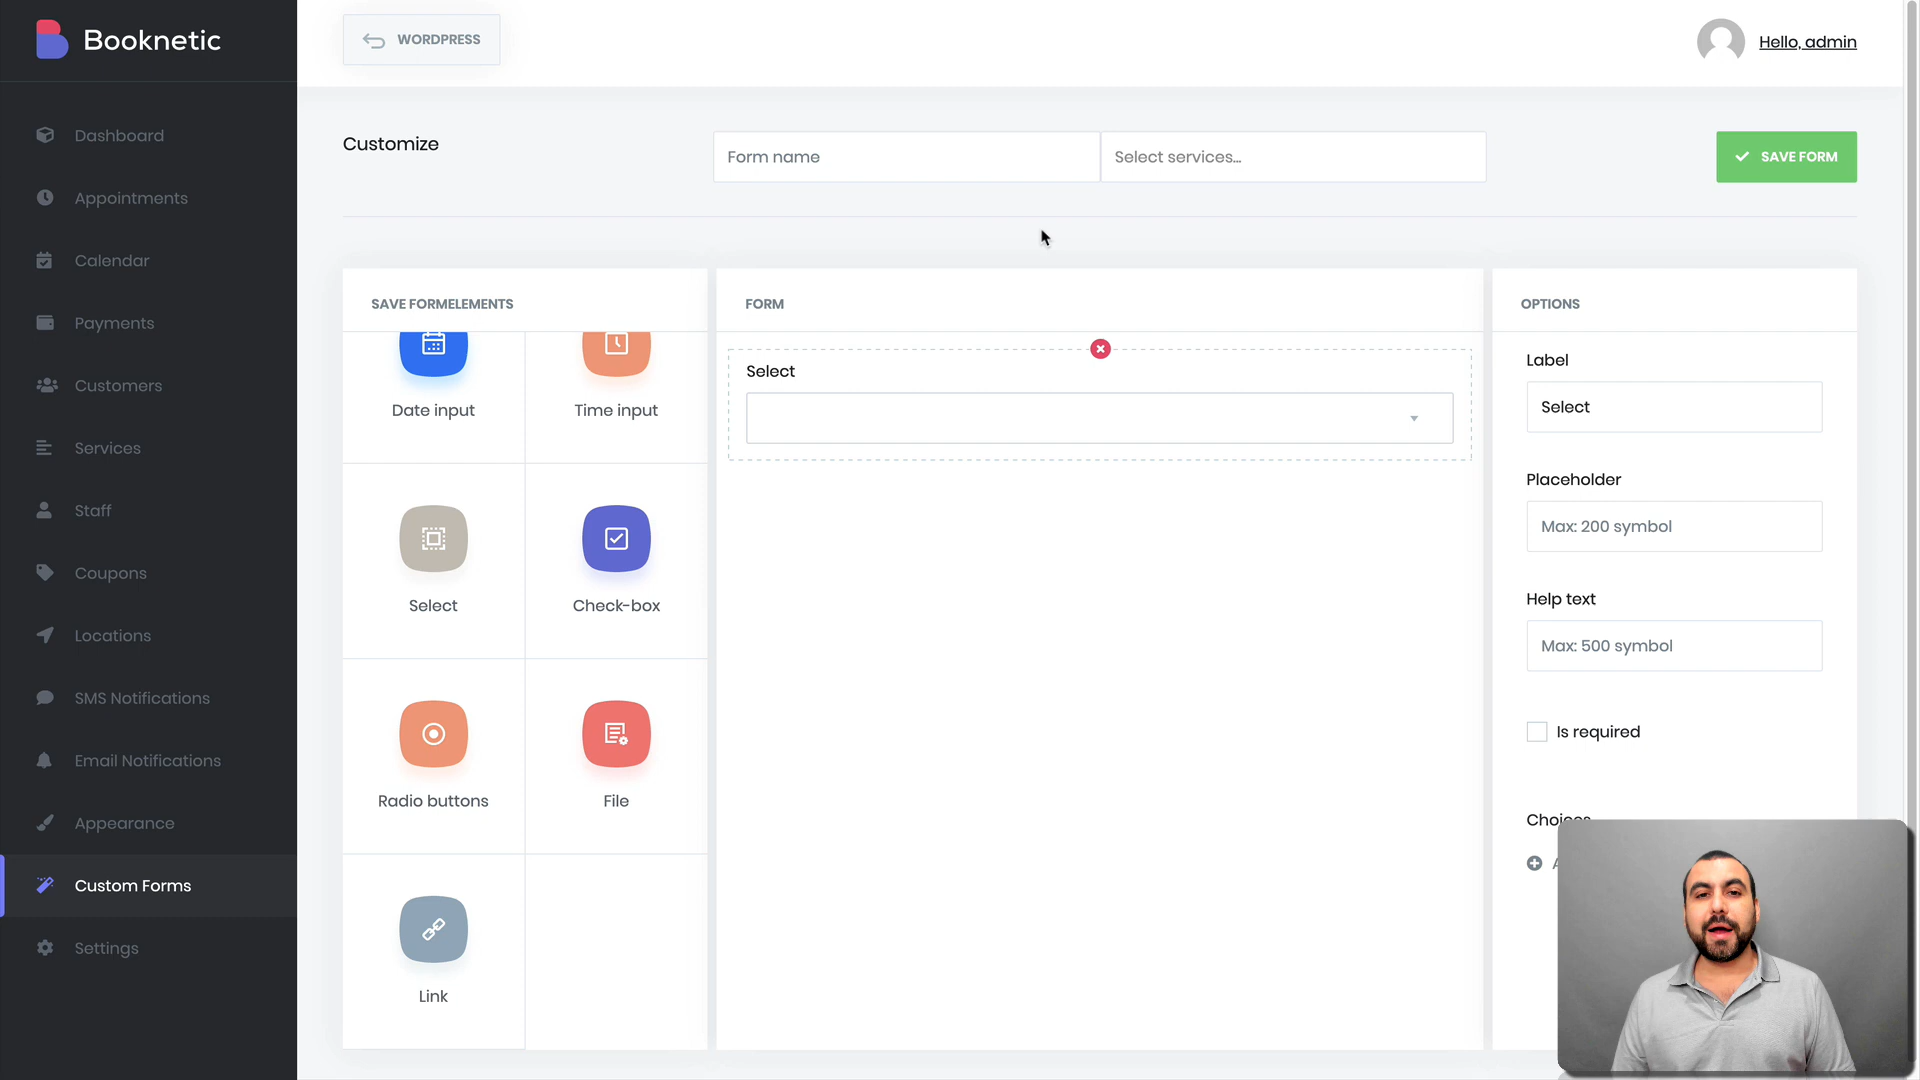 Booknetic
WORDPRESS
Hello, admin
Dashboard
Appointments
Calendar
Payments
Customers
Services
Staff
Coupons
Locations
SMS Notifications
Email Notifications
Appearance
Custom Forms
Settings
Customize
Form name
Select services...
SAVE FORM
SAVE FORMELEMENTS
Date input
Time input
Select
Check-box
Radio buttons
File
Link
FORM
Select
OPTIONS
Label
Select
Placeholder
Max: 200 symbol
Help text
Max: 500 symbol
Is required
Choices